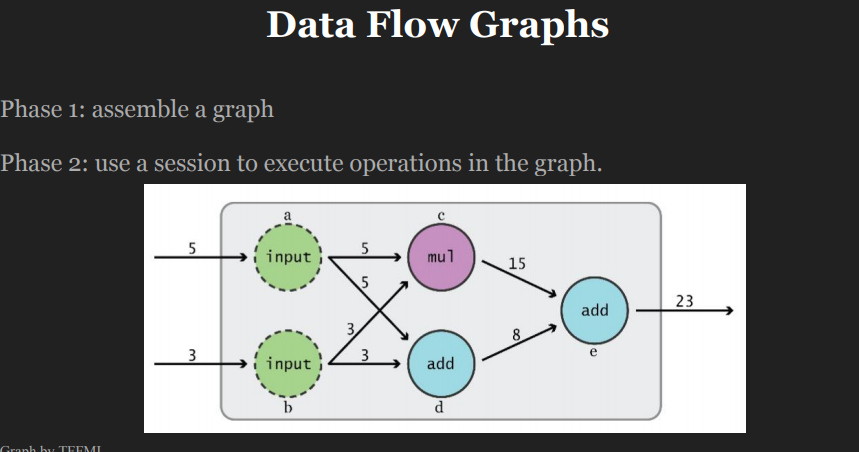 Data Flow Graphs
Phase 1: assemble a graph
Phase 2: use a session to execute operations in the graph.
a
c
5
input
5
mul
15
5
add
23
3
8
e
3
input
3
add
b
d
Graph by TFFMI